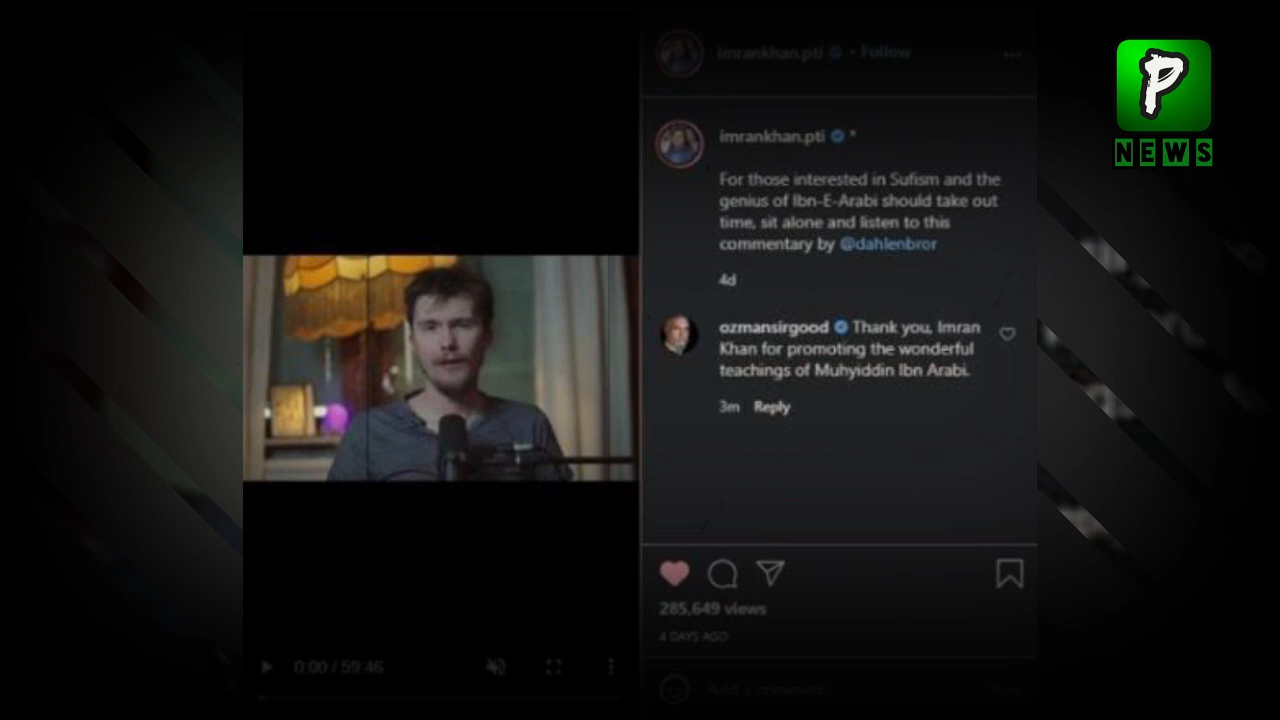 imrankhan.pti • Follow
P
NEWS
imrankhan.pti *
For those interested in Sufism and the
genius of Ibn-E-Arabi should take out
time, sit alone and listen to this
commentary by @dahlenbror
4d
ozmansirgood Thank you, Imran
Khan for promoting the wonderful
teachings of Muhyiddin Ibn Arabi.
3m Reply
285,649 views
4 DAYS AGO
0:00 / 59:46
Add a comment...